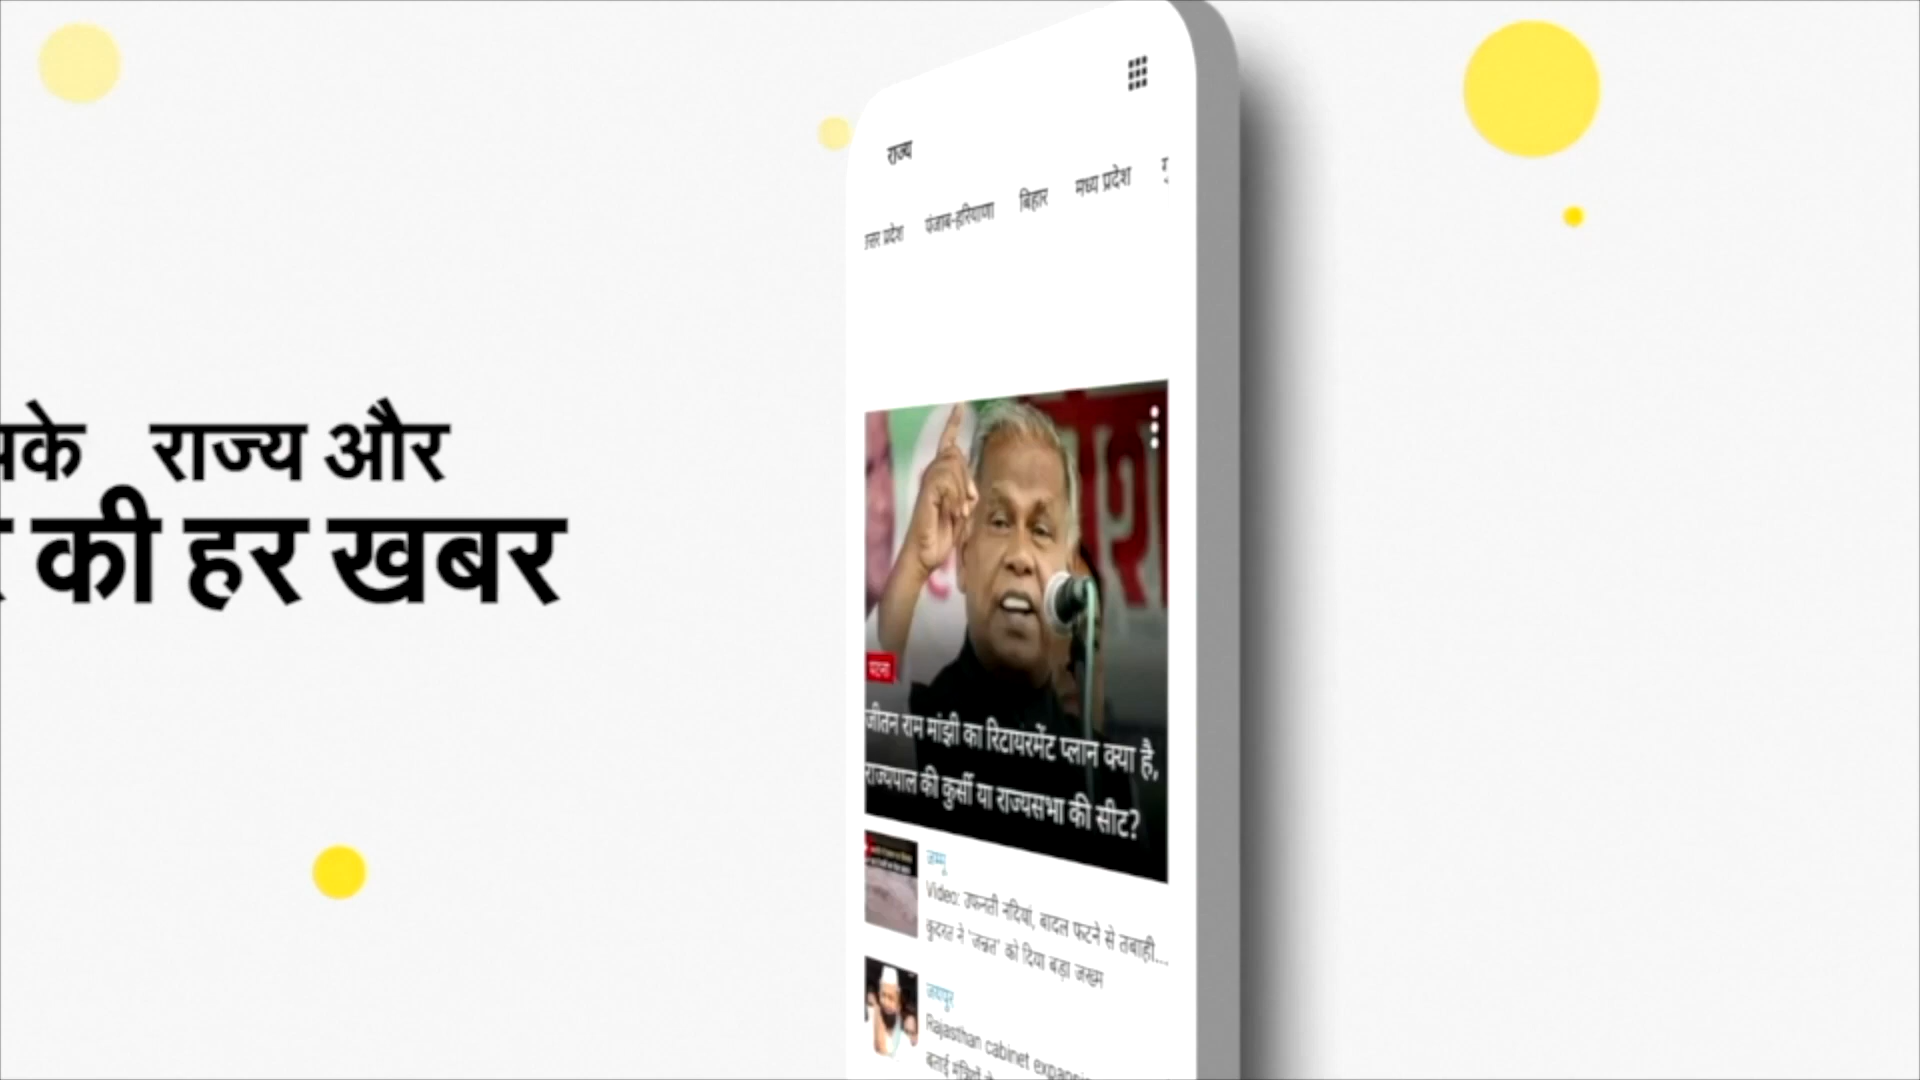 राज्य और
की हर खबर
राज्य
प्रदेश पंजाब-हरियाणा बिहार मध्य प्रदेश
पटना
जीतन राम मांझी का रिटायरमेंट प्लान क्या है,
राज्यपाल की कुर्सी या राज्यसभा की सीट?
जम्मू
Video: उफनती नदियां, बादल फटने से तबाही...
कुदरत ने 'जन्नत' को दिया बड़ा जख्म
जयपुर
Rajasthan cabinet